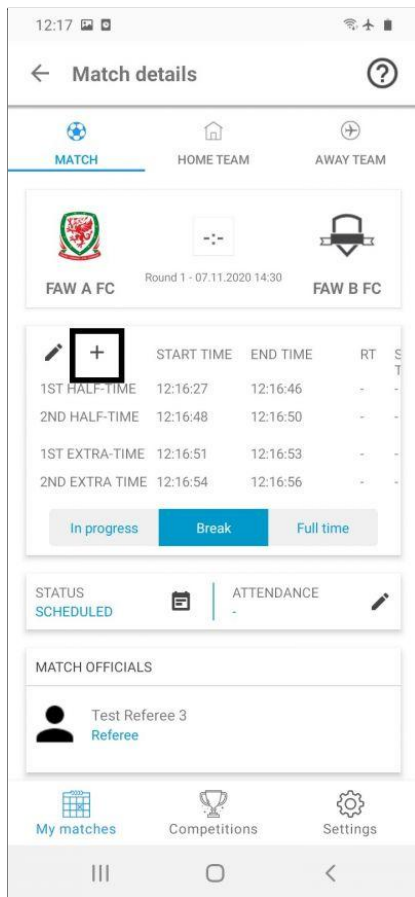 12:17
Match details
MATCH HOME TEAM AWAY TEAM
-:-
Round 1 - 07.11.2020 14:30
FAW A FC FAW B FC
START TIME END TIME RT S
T
1ST HALF-TIME 12:16:27 12:16:46 - -
2ND HALF-TIME 12:16:48 12:16:50 - -
1ST EXTRA-TIME 12:16:51 12:16:53 - -
2ND EXTRA TIME 12:16:54 12:16:56 - -
In progress Break Full time
STATUS ATTENDANCE
SCHEDULED -
MATCH OFFICIALS
Test Referee 3
Referee
My matches Competitions Settings